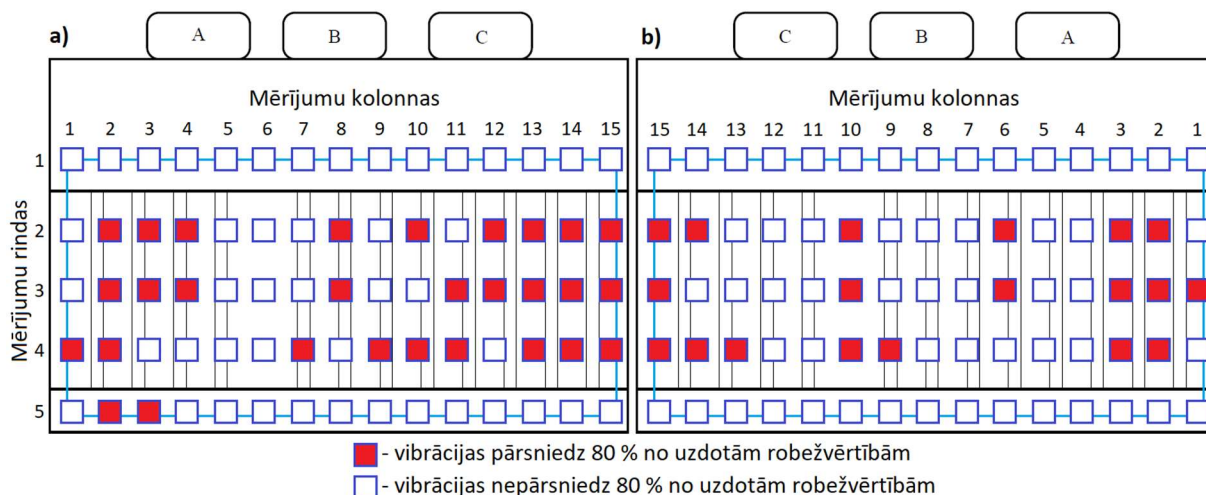 a) A B C b) C B A
Mērījumu kolonnas Mērījumu kolonnas
1 2 3 4 5 6 7 8 9 10 11 12 13 14 15 15 14 13 12 11 10 9 8 7 6 5 4 3 2 1
Mērījumu rindas
1
2
3
4
5
- vibrācijas pārsniedz 80 % no uzdotām robežvērtībām
- vibrācijas nepārsniedz 80 % no uzdotām robežvērtībām